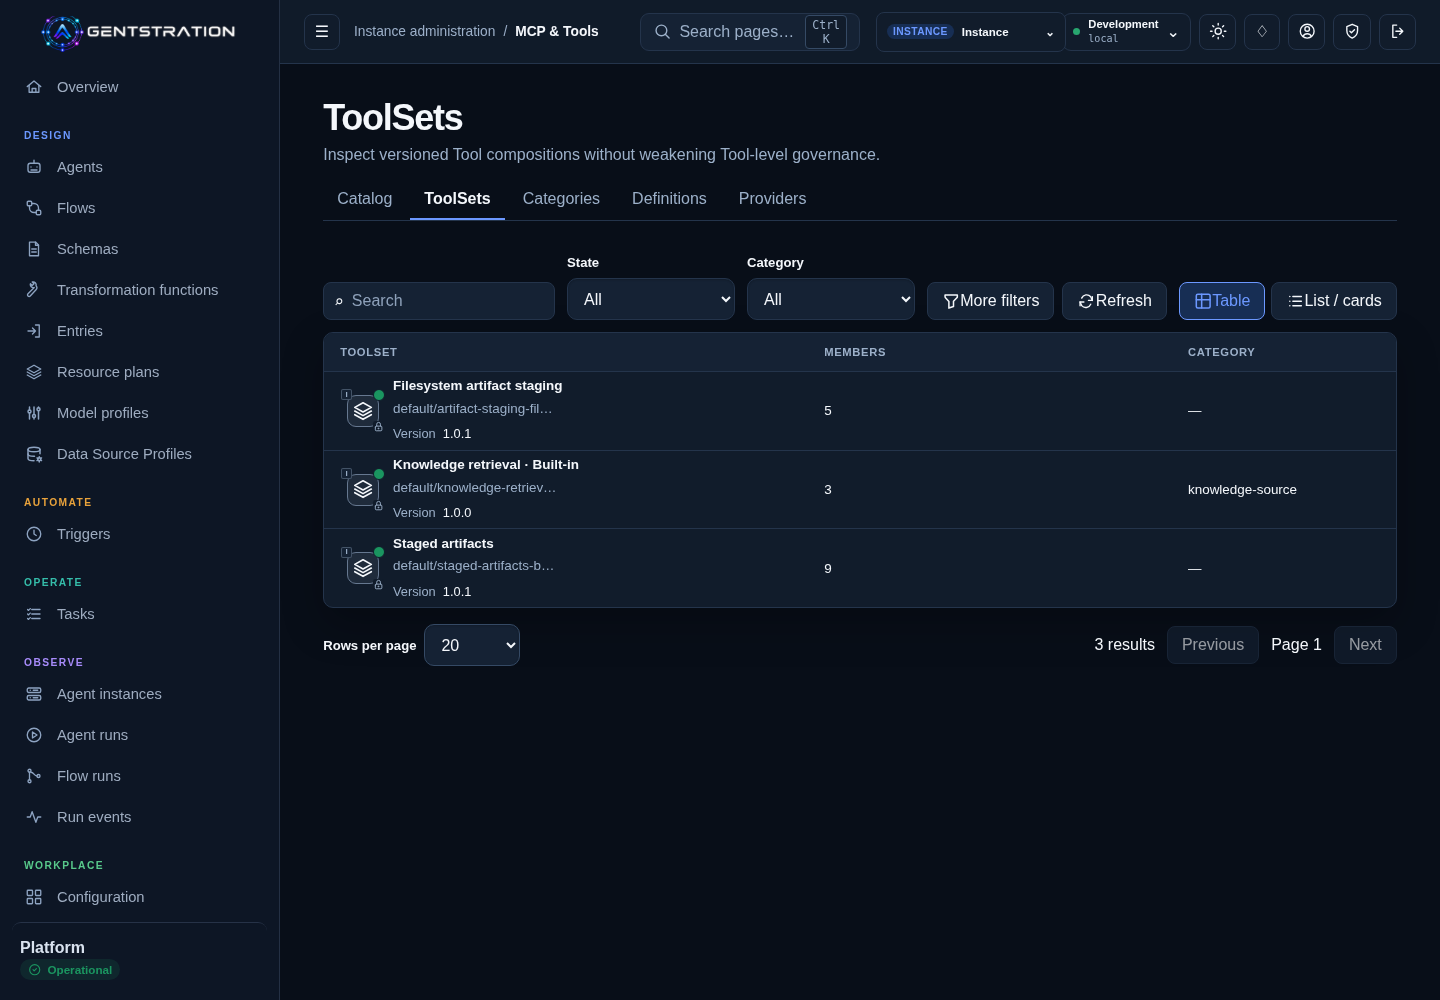 GENTSTRATION
Overview
DESIGN
Agents
Flows
Schemas
Transformation functions
Entries
Resource plans
Model profiles
Data Source Profiles
AUTOMATE
Triggers
OPERATE
Tasks
OBSERVE
Agent instances
Agent runs
Flow runs
Run events
WORKPLACE
Configuration
Platform
Operational
Instance administration / MCP & Tools
Search pages…
Ctrl K
INSTANCE Instance
Development
local
ToolSets
Inspect versioned Tool compositions without weakening Tool-level governance.
Catalog ToolSets Categories Definitions Providers
State Category
Search All All More filters Refresh Table List / cards
TOOLSET MEMBERS CATEGORY
I
Filesystem artifact staging
default/artifact-staging-fil… 5 —
Version 1.0.1
I
Knowledge retrieval · Built-in
default/knowledge-retriev… 3 knowledge-source
Version 1.0.0
I
Staged artifacts
default/staged-artifacts-b… 9 —
Version 1.0.1
Rows per page 20 3 results Previous Page 1 Next